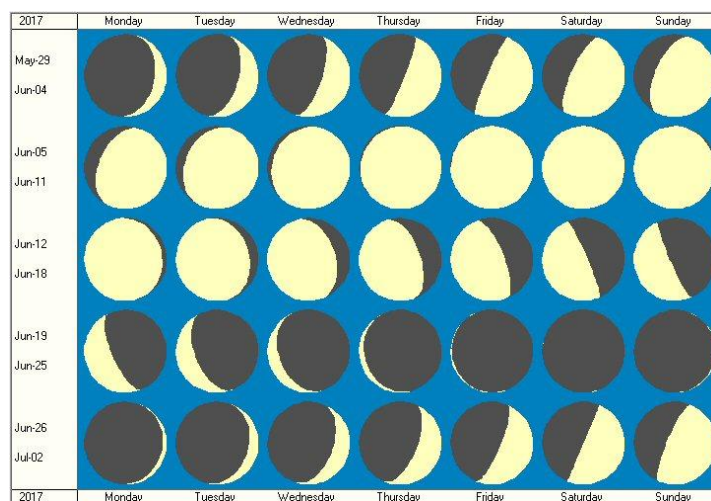 2017 Monday Tuesday Wednesday Thursday Friday Saturday Sunday
May-29
Jun-04
Jun-05
Jun-11
Jun-12
Jun-18
Jun-19
Jun-25
Jun-26
Jul-02
2017 Monday Tuesday Wednesday Thursday Friday Saturday Sunday